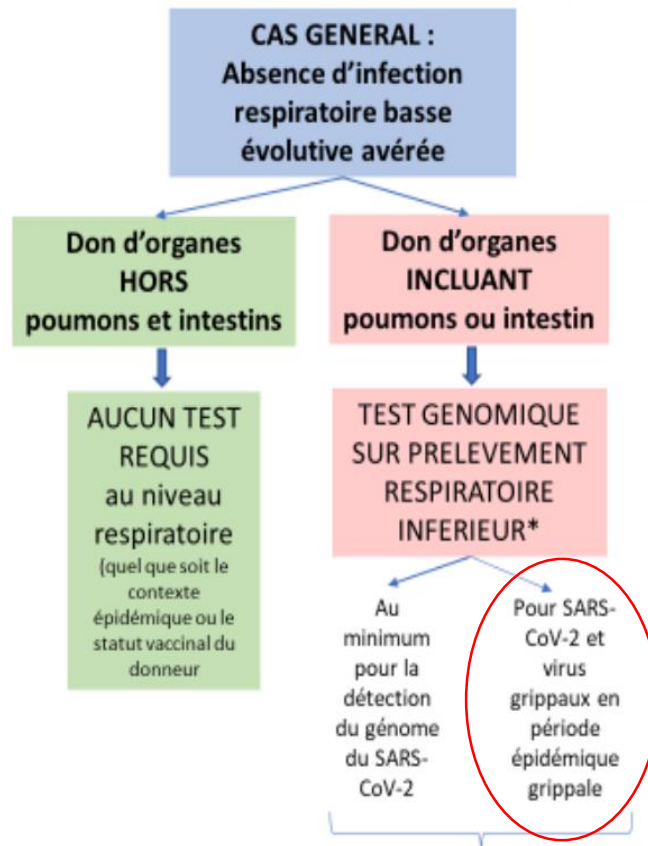 CAS GENERAL :
Absence d'infection
respiratoire basse
évolutive avérée
Don d'organes
HORS
poumons et intestins
Don d'organes
INCLUANT
poumons ou intestin
AUCUN TEST
REQUIS
au niveau
respiratoire
(quel que soit le
contexte
épidémique ou le
statut vaccinal du
donneur
TEST GENOMIQUE
SUR PRELEVEMENT
RESPIRATOIRE
INFERIEUR*
Au
minimum
pour la
détection
du génome
du SARS-
CoV-2
Pour SARS-
CoV-2 et
virus
grippaux en
période
épidémique
grippale